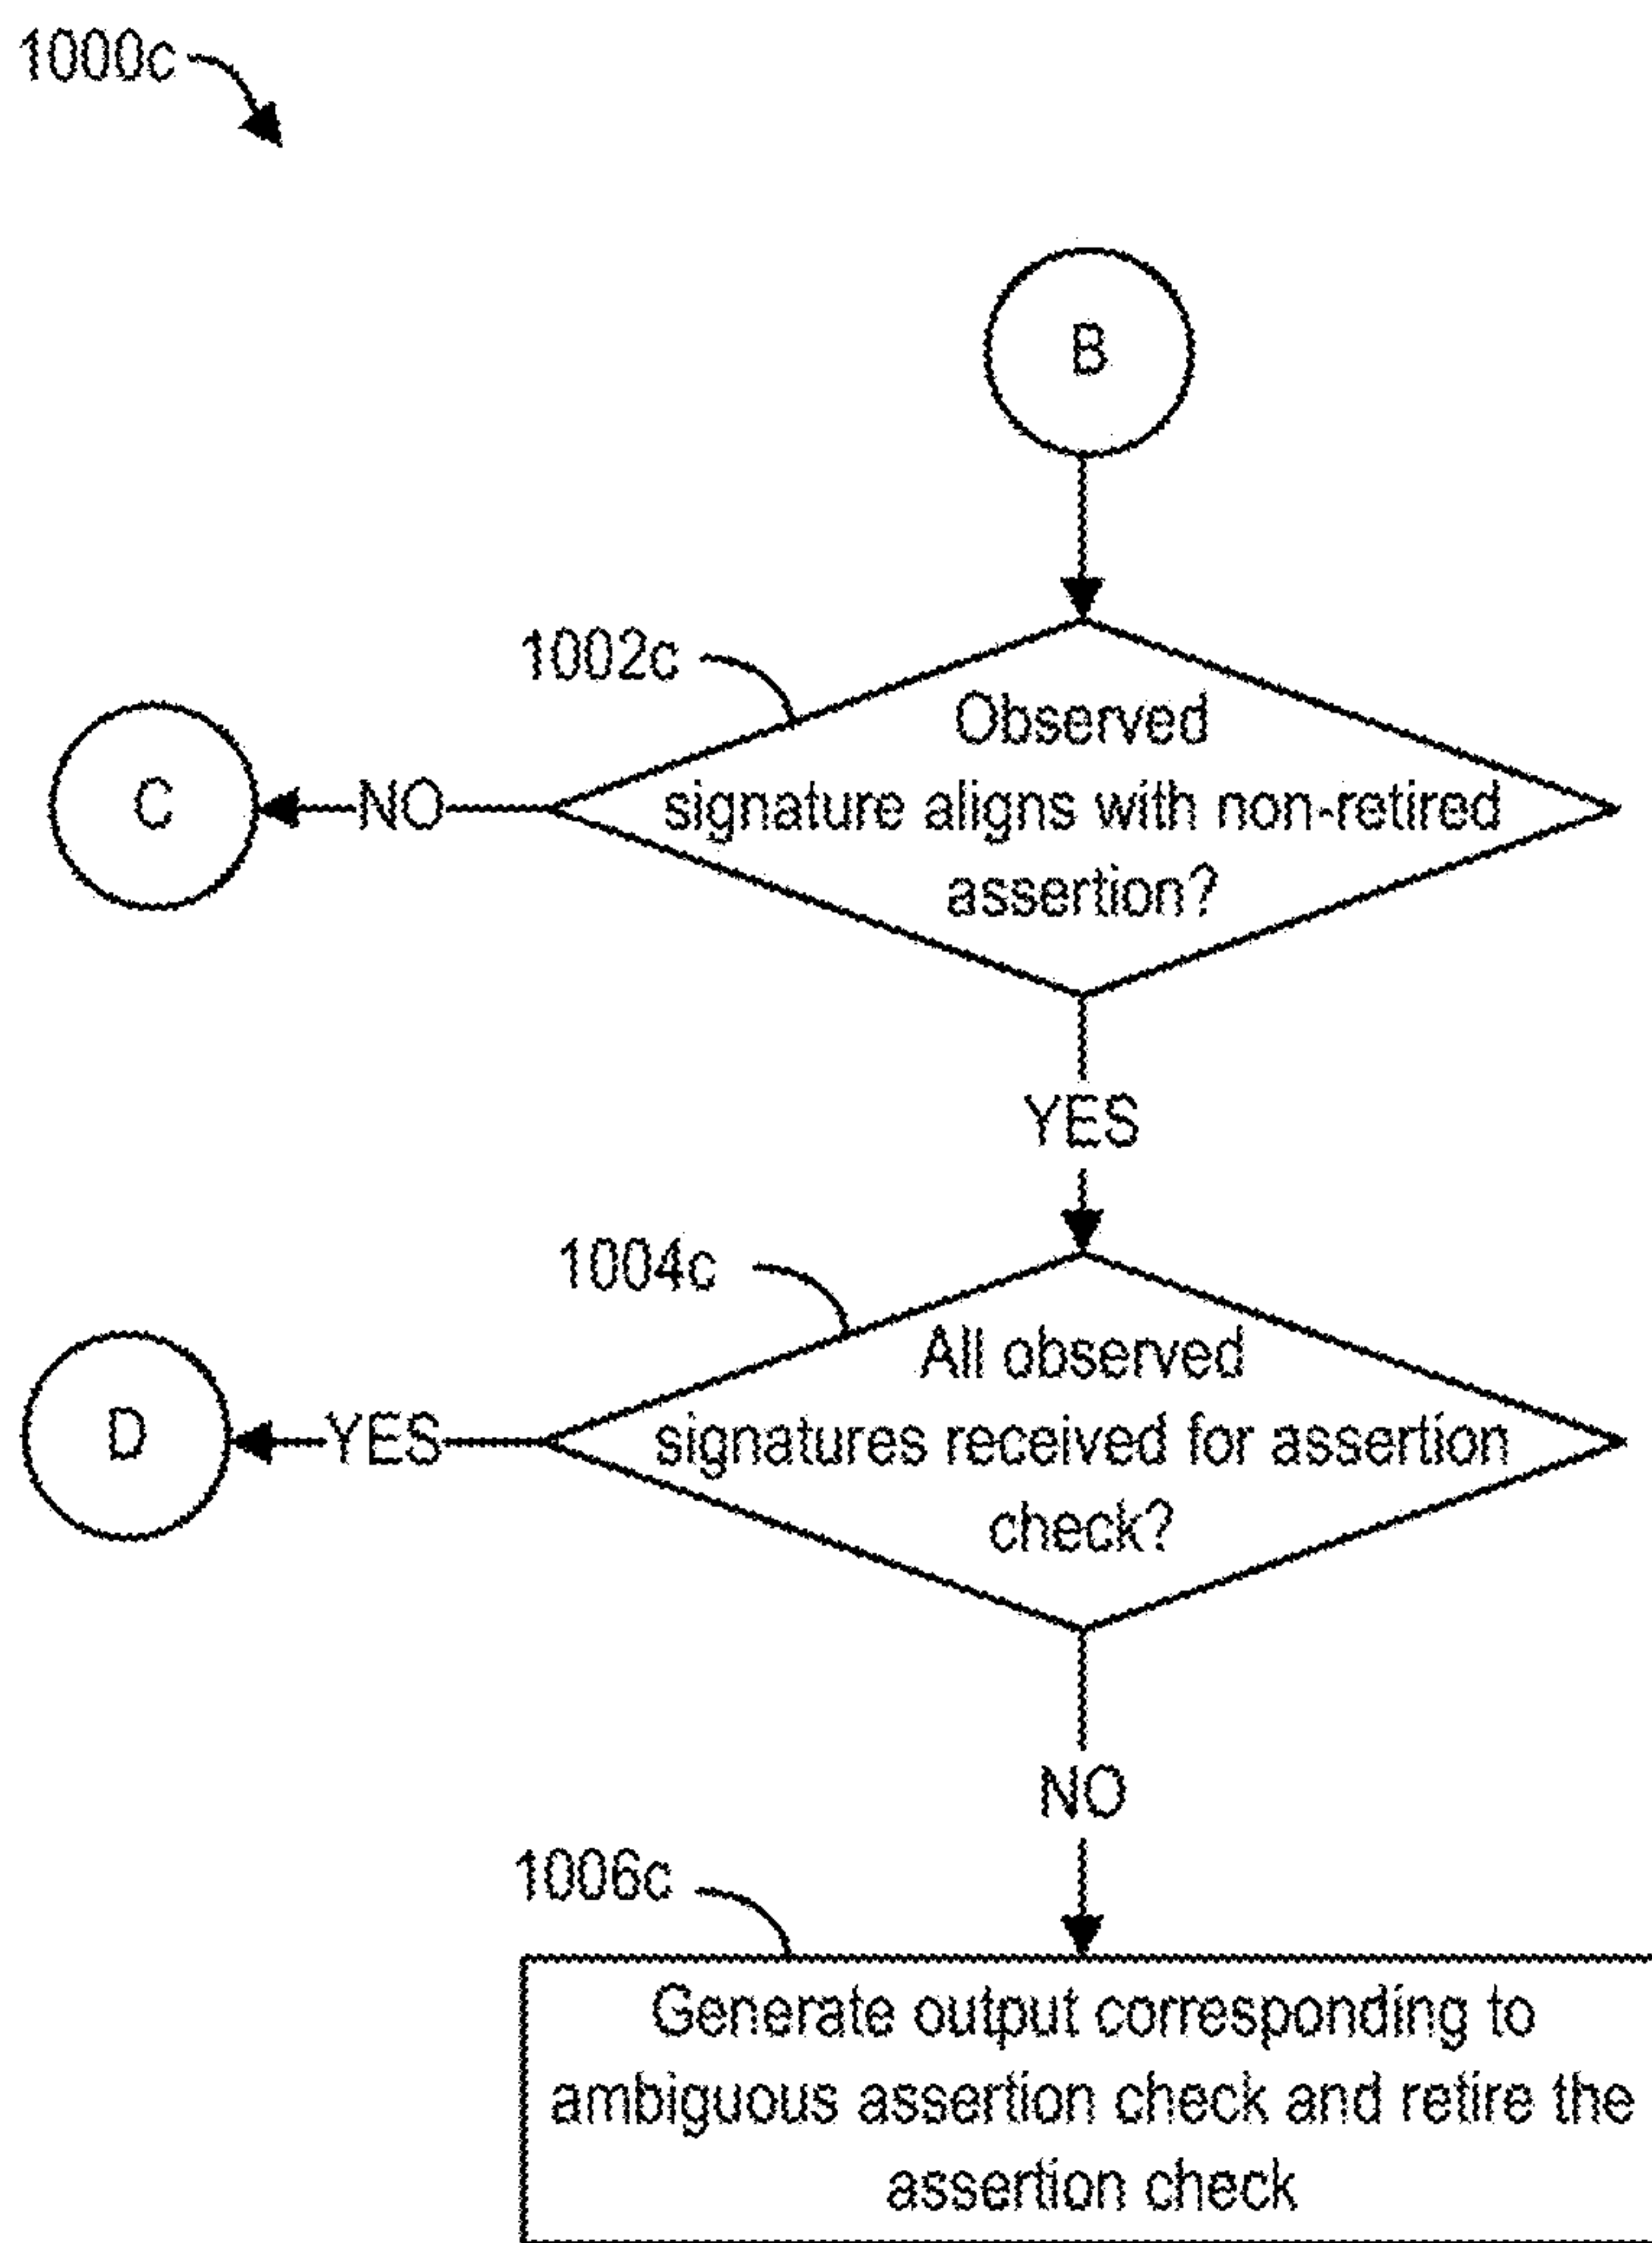 1000c
B
1002c
Observed
signature aligns with non-retired
assertion?
NO
C
YES
1004c
All observed
signatures received for assertion
check?
YES
D
NO
1006c
Generate output corresponding to
ambiguous assertion check and retire the
assertion check